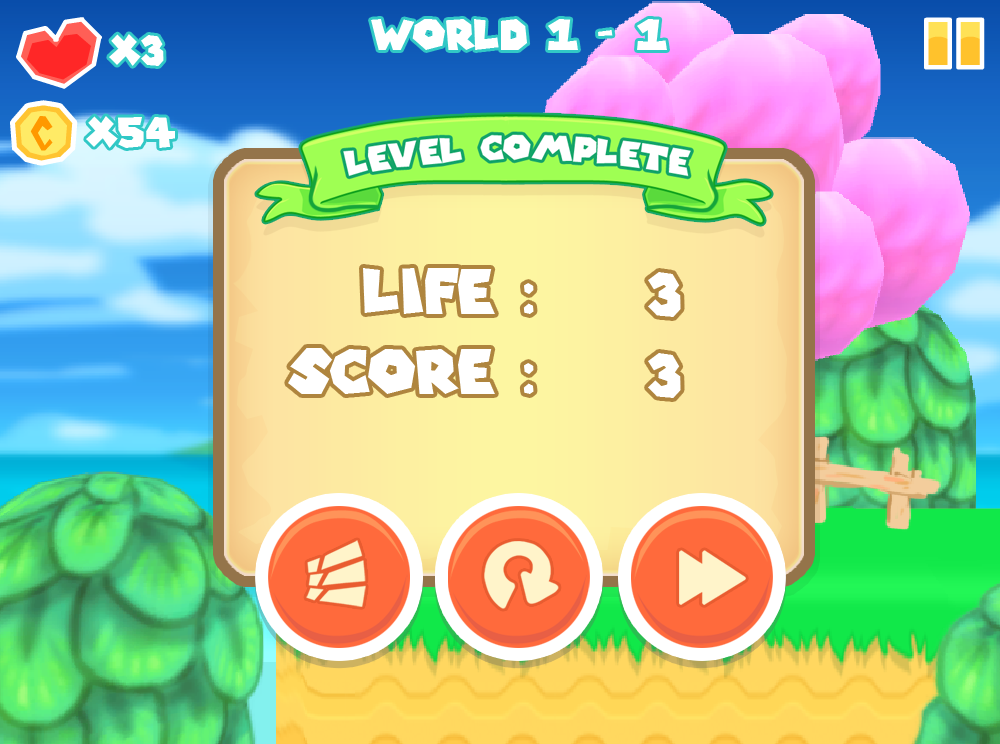 X3
WORLD 1 - 1
X54
LEVEL COMPLETE
LIFE : 3
SCORE : 3